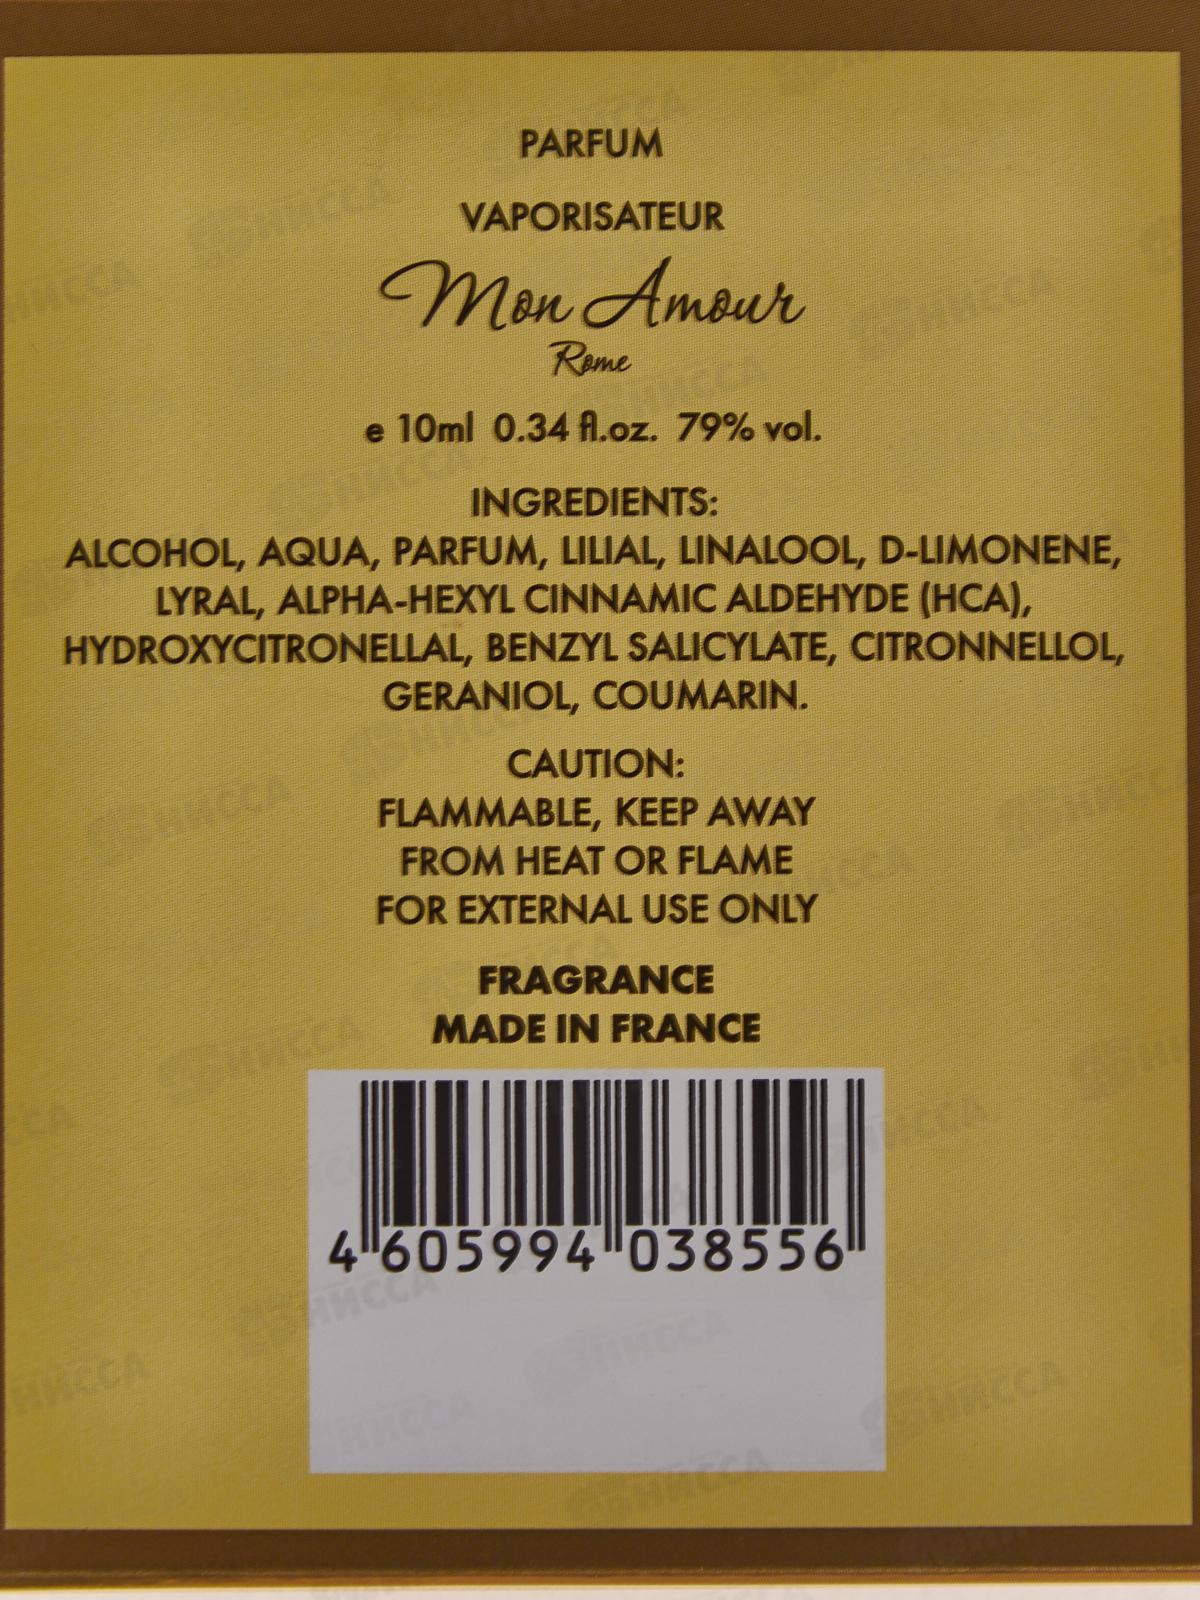 PARFUM
VAPORISATEUR
Mon Amour
Rome
e 10ml 0.34 fl.oz. 79% vol.
INGREDIENTS:
ALCOHOL, AQUA, PARFUM, LILIAL, LINALOOL, D-LIMONENE,
LYRAL, ALPHA-HEXYL CINNAMIC ALDEHYDE (HCA),
HYDROXYCITRONELLAL, BENZYL SALICYLATE, CITRONNELLOL,
GERANIOL, COUMARIN.
CAUTION:
FLAMMABLE, KEEP AWAY
FROM HEAT OR FLAME
FOR EXTERNAL USE ONLY
FRAGRANCE
MADE IN FRANCE
4 605994 038556